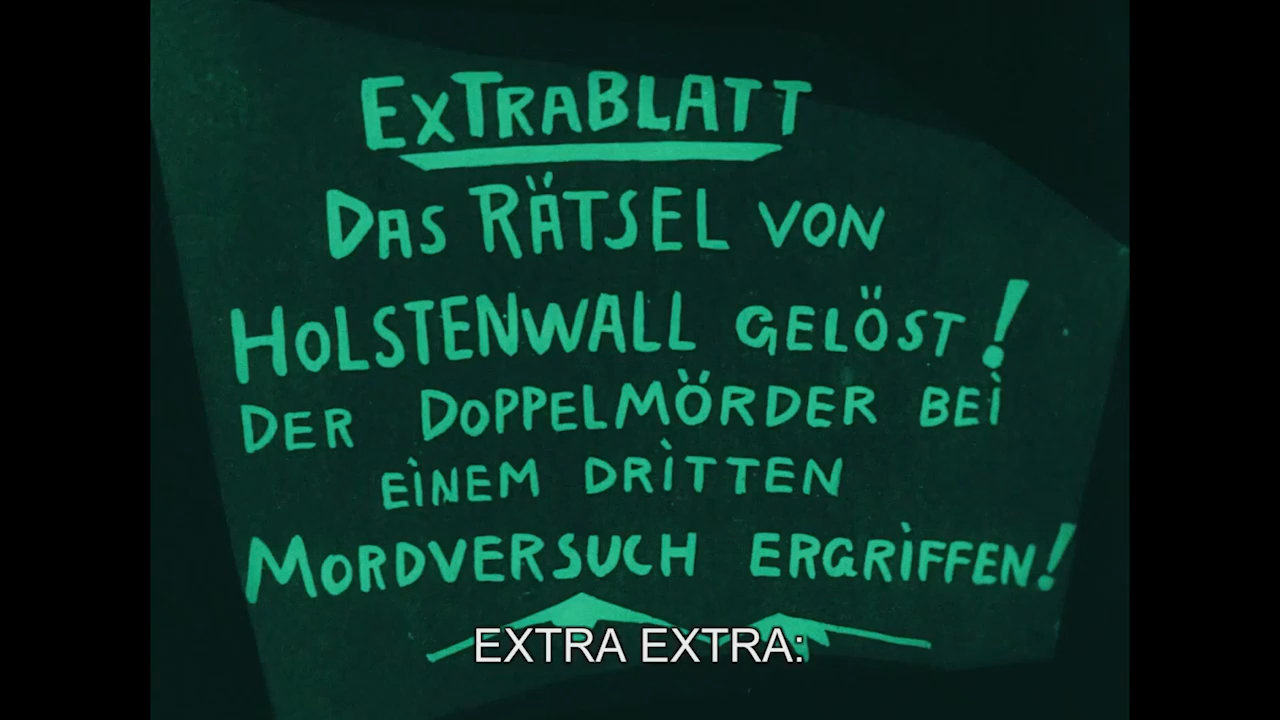 ExTRABLATT
DAS RÄTSEL VON
HOLSTENWALL GELÖST!
DER DOPPELMÖRDER BEI
EINEM DRITTEN
MORDVERSUCH ERGRIFFEN!
EXTRA EXTRA: